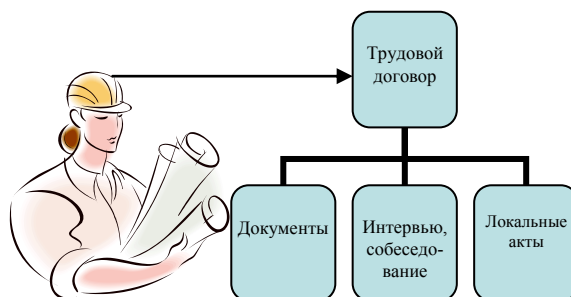 Трудовой
договор
Документы
Интервью,
собеседо-
вание
Локальные
акты